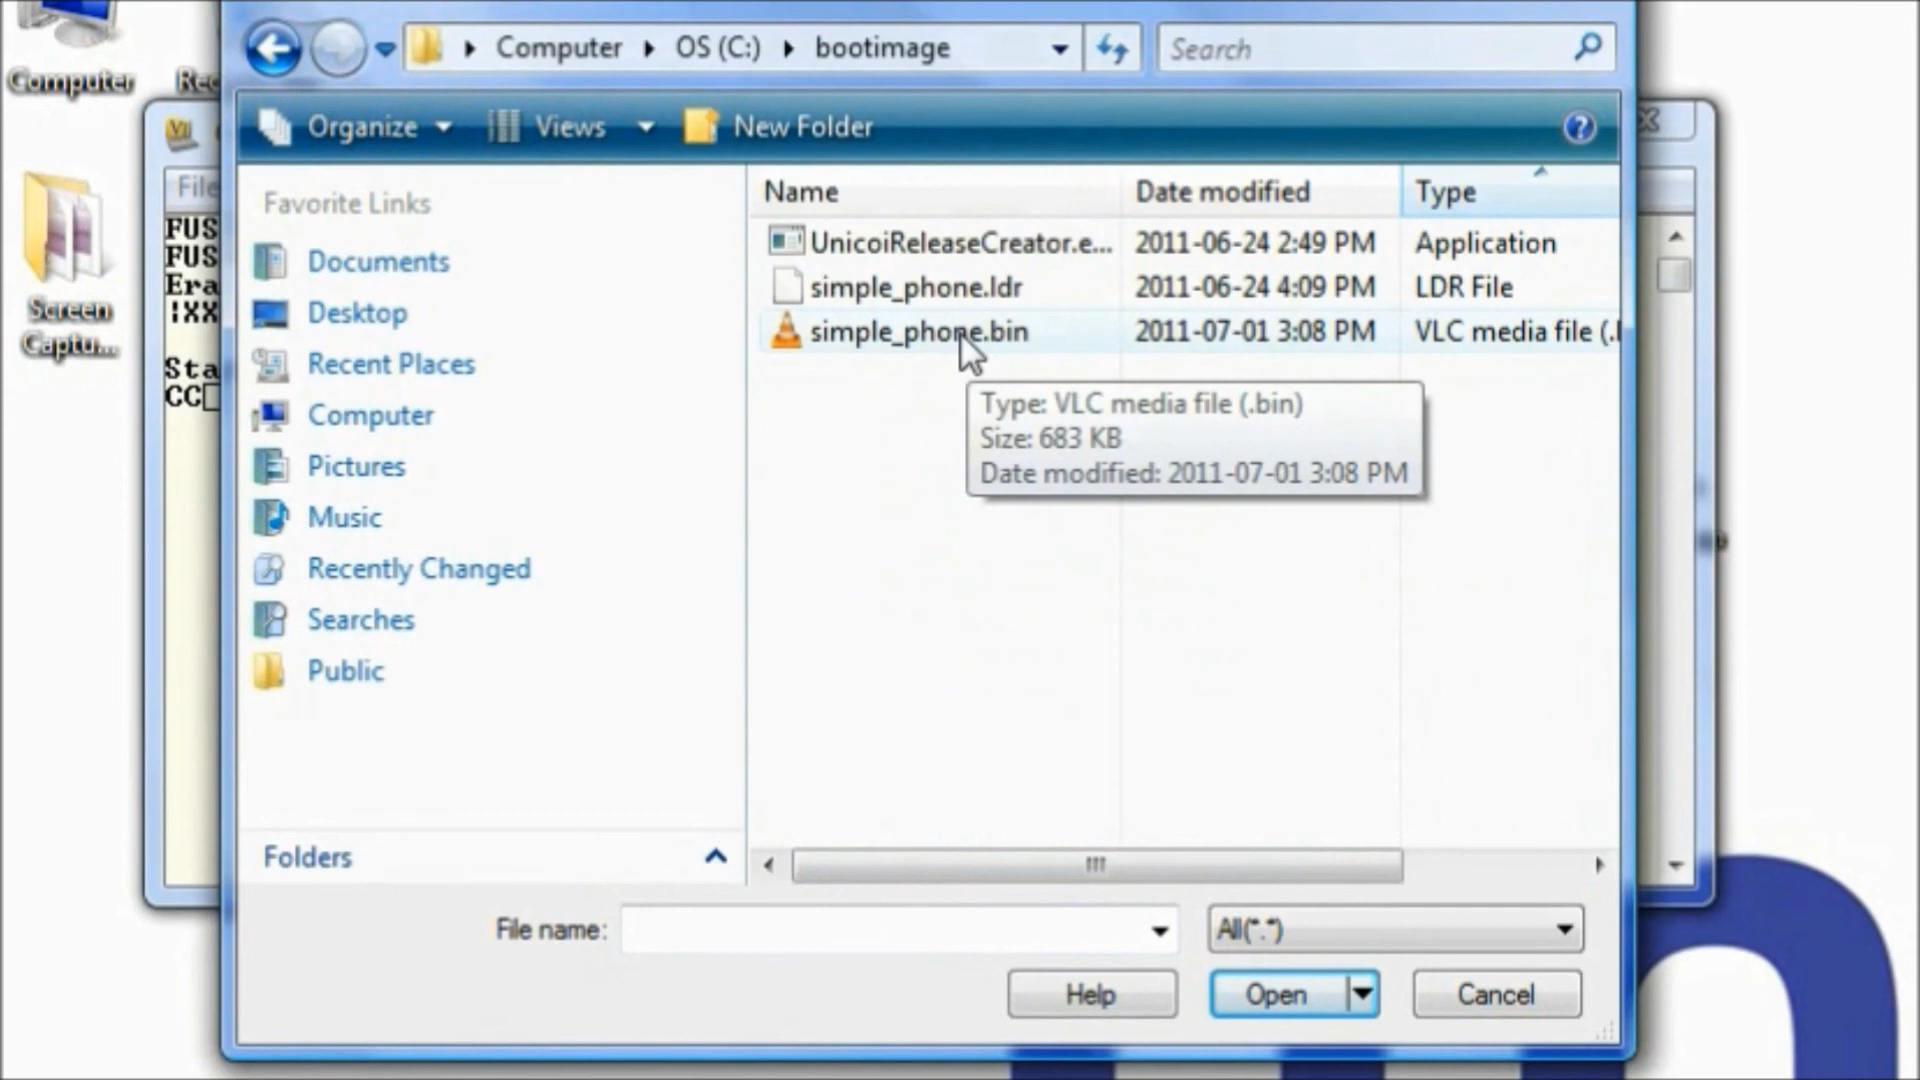 Computer
Computer
OS (C:)
bootimage
Search
Organize
Views
New Folder
?
File
Favorite Links
Documents
Desktop
Recent Places
Computer
Pictures
Music
Recently Changed
Searches
Public
Folders
Name
Date modified
Type
UnicoiReleaseCreator.e...
2011-06-24 2:49 PM
Application
simple_phone.ldr
2011-06-24 4:09 PM
LDR File
simple_phone.bin
2011-07-01 3:08 PM
VLC media file (.
Type: VLC media file (.bin)
Size: 683 KB
Date modified: 2011-07-01 3:08 PM
FUS
FUS
Era
!XX
Sta
CC
Screen
Captu...
File name:
All(*.*)
Help
Open
Cancel